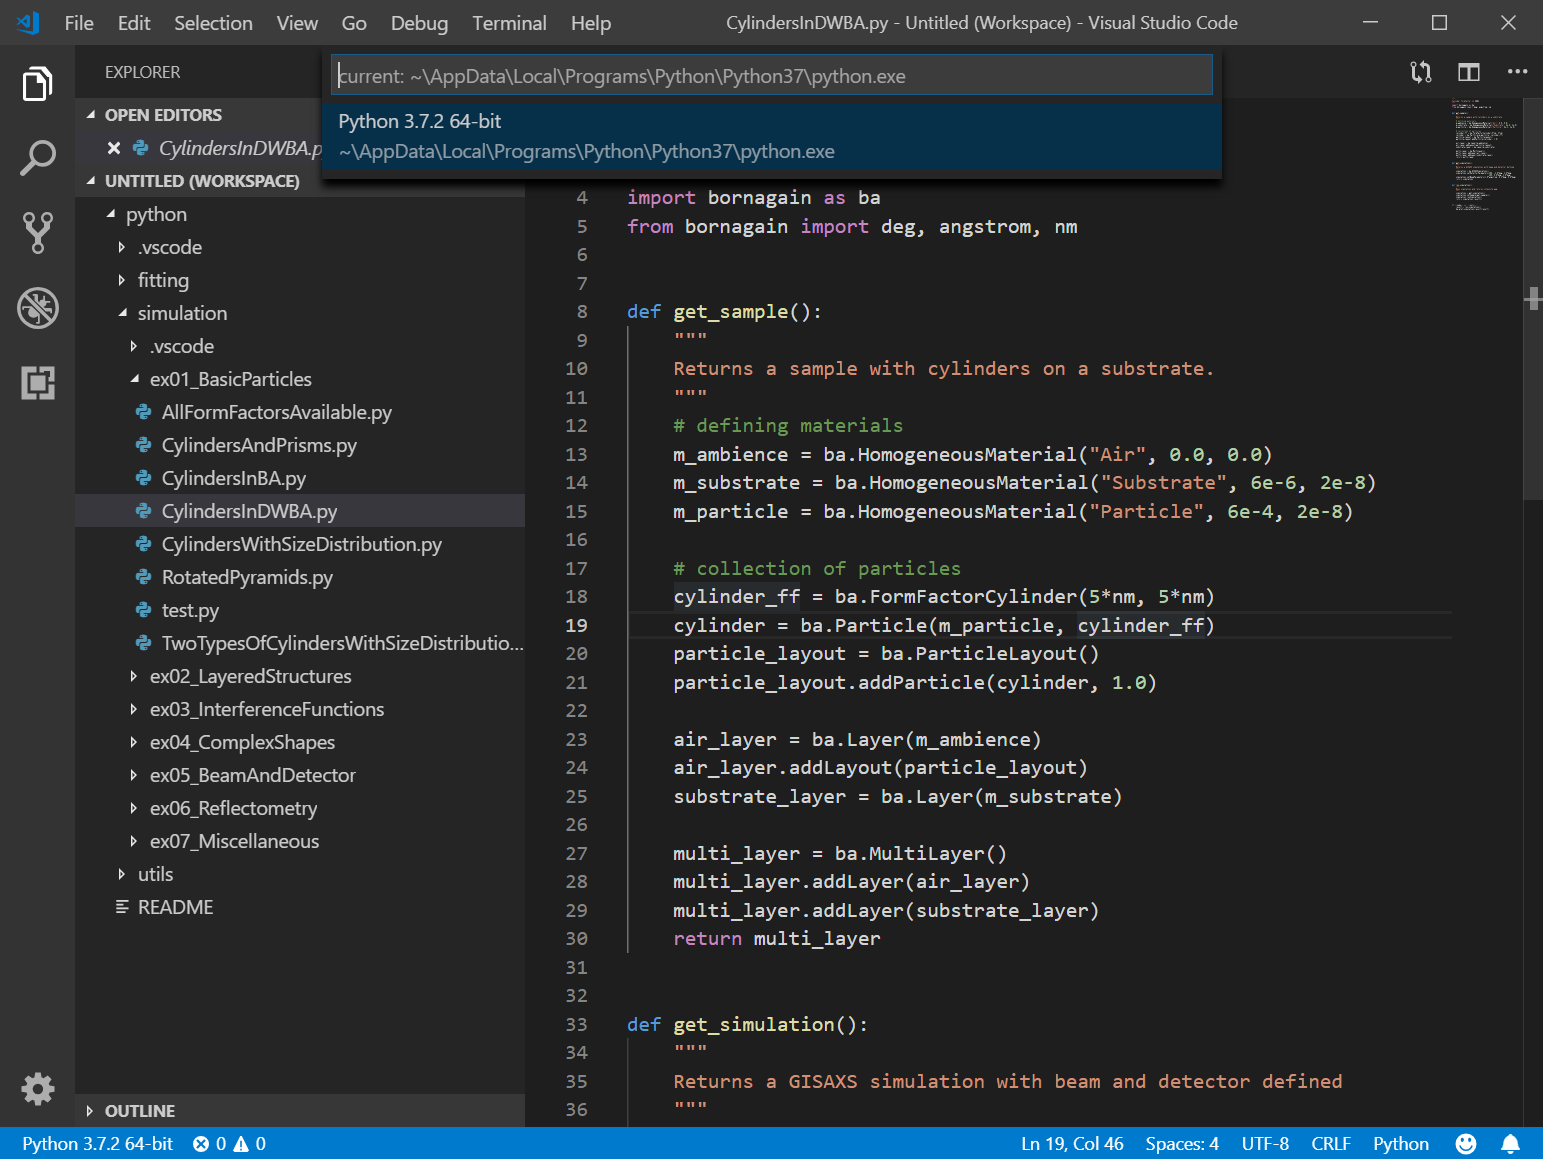 File Edit Selection View Go Debug Terminal Help CylindersInDWBA.py - Untitled (Workspace) - Visual Studio Code
EXPLORER
current: ~\AppData\Local\Programs\Python\Python37\python.exe
Python 3.7.2 64-bit
~\AppData\Local\Programs\Python\Python37\python.exe
OPEN EDITORS
CylindersInDWBA.p
UNTITLED (WORKSPACE)
python
.vscode
fitting
simulation
.vscode
ex01_BasicParticles
AllFormFactorsAvailable.py
CylindersAndPrisms.py
CylindersInBA.py
CylindersInDWBA.py
CylindersWithSizeDistribution.py
RotatedPyramids.py
test.py
TwoTypesOfCylindersWithSizeDistributio...
ex02_LayeredStructures
ex03_InterferenceFunctions
ex04_ComplexShapes
ex05_BeamAndDetector
ex06_Reflectometry
ex07_Miscellaneous
utils
README
OUTLINE
4 import bornagain as ba
5 from bornagain import deg, angstrom, nm
6
7
8 def get_sample():
9 """
10 Returns a sample with cylinders on a substrate.
11 """
12 # defining materials
13 m_ambience = ba.HomogeneousMaterial("Air", 0.0, 0.0)
14 m_substrate = ba.HomogeneousMaterial("Substrate", 6e-6, 2e-8)
15 m_particle = ba.HomogeneousMaterial("Particle", 6e-4, 2e-8)
16
17 # collection of particles
18 cylinder_ff = ba.FormFactorCylinder(5*nm, 5*nm)
19 cylinder = ba.Particle(m_particle, cylinder_ff)
20 particle_layout = ba.ParticleLayout()
21 particle_layout.addParticle(cylinder, 1.0)
22
23 air_layer = ba.Layer(m_ambience)
24 air_layer.addLayout(particle_layout)
25 substrate_layer = ba.Layer(m_substrate)
26
27 multi_layer = ba.MultiLayer()
28 multi_layer.addLayer(air_layer)
29 multi_layer.addLayer(substrate_layer)
30 return multi_layer
31
32
33 def get_simulation():
34 """
35 Returns a GISAXS simulation with beam and detector defined
36 """
Python 3.7.2 64-bit 0 0 Ln 19, Col 46 Spaces: 4 UTF-8 CRLF Python